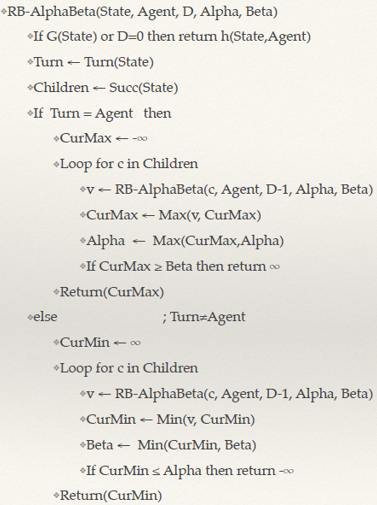 ❖RB-AlphaBeta(State, Agent, D, Alpha, Beta)
❖If G(State) or D=0 then return h(State,Agent)
❖Turn ← Turn(State)
❖Children ← Succ(State)
❖If Turn = Agent then
❖CurMax ← -∞
❖Loop for c in Children
❖v ← RB-AlphaBeta(c, Agent, D-1, Alpha, Beta)
❖CurMax ← Max(v, CurMax)
❖Alpha ← Max(CurMax,Alpha)
❖If CurMax ≥ Beta then return ∞
❖Return(CurMax)
❖else ; Turn≠Agent
❖CurMin ← ∞
❖Loop for c in Children
❖v ← RB-AlphaBeta(c, Agent, D-1, Alpha, Beta)
❖CurMin ← Min(v, CurMin)
❖Beta ← Min(CurMin, Beta)
❖If CurMin ≤ Alpha then return -∞
❖Return(CurMin)